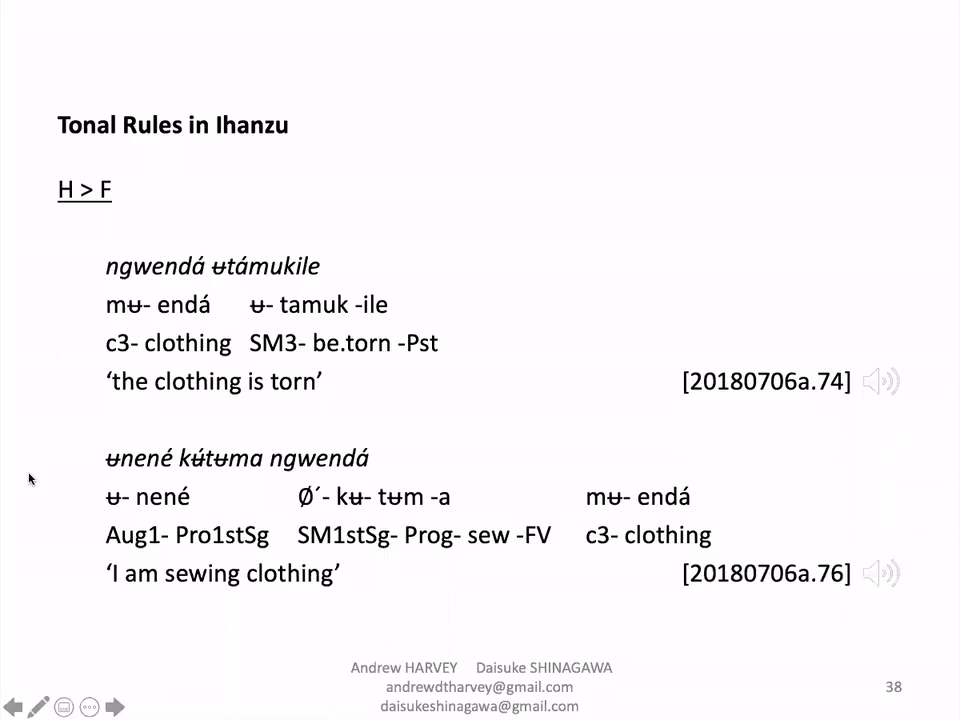 Tonal Rules in Ihanzu
H > F
ngwendá ʉtámukile
mʉ- endá ʉ- tamuk -ile
c3- clothing SM3- be.torn -Pst
‘the clothing is torn’ [20180706a.74]
ʉnené kʉ́tʉma ngwendá
ʉ- nené Ø´- kʉ- tʉm -a mʉ- endá
Aug1- Pro1stSg SM1stSg- Prog- sew -FV c3- clothing
‘I am sewing clothing’ [20180706a.76]
Andrew HARVEY Daisuke SHINAGAWA
andrewdtharvey@gmail.com
daisukeshinagawa@gmail.com
38